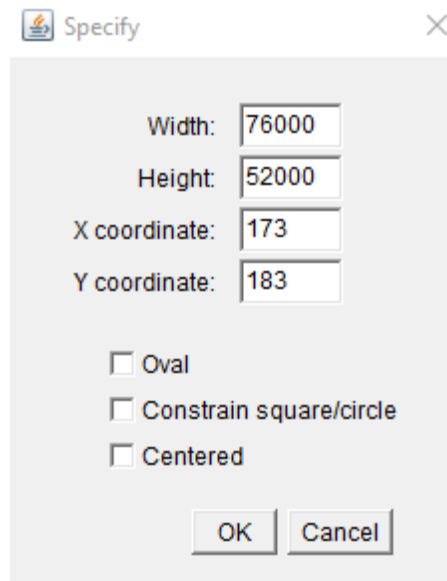 Specify
Width: 76000
Height: 52000
X coordinate: 173
Y coordinate: 183
Oval
Constrain square/circle
Centered
OK Cancel